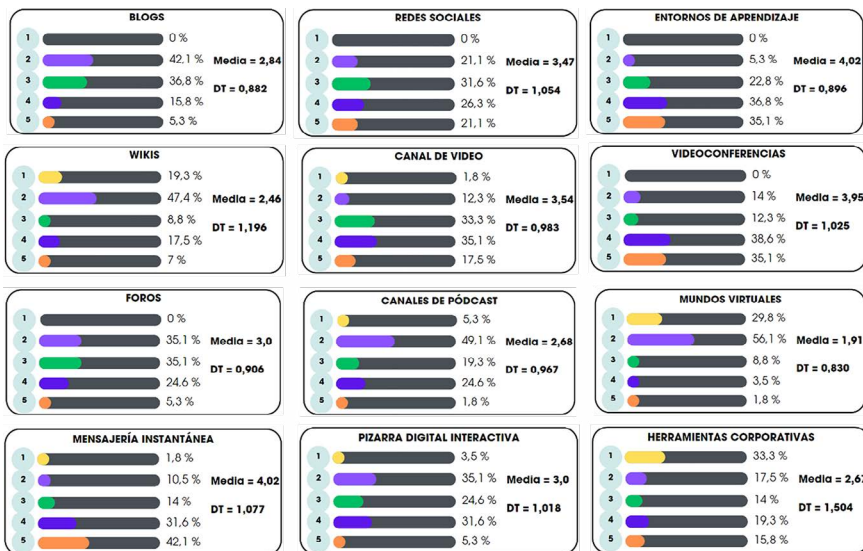 BLOGS
1 0 %
2 42,1 % Media = 2,84
3 36,8 %
DT = 0,882
4 15,8 %
5 5,3 %
REDES SOCIALES
1 0 %
2 21,1 % Media = 3,47
3 31,6 %
DT = 1,054
4 26,3 %
5 21,1 %
ENTORNOS DE APRENDIZAJE
1 0 %
2 5,3 % Media = 4,02
3 22,8 %
DT = 0,896
4 36,8 %
5 35,1 %
WIKIS
1 19,3 %
2 47,4 % Media = 2,46
3 8,8 %
DT = 1,196
4 17,5 %
5 7 %
CANAL DE VIDEO
1 1,8 %
2 12,3 % Media = 3,54
3 33,3 %
DT = 0,983
4 35,1 %
5 17,5 %
VIDEOCONFERENCIAS
1 0 %
2 14 % Media = 3,95
3 12,3 %
DT = 1,025
4 38,6 %
5 35,1 %
FOROS
1 0 %
2 35,1 % Media = 3,0
3 35,1 %
DT = 0,906
4 24,6 %
5 5,3 %
CANALES DE PÓDCAST
1 5,3 %
2 49,1 % Media = 2,68
3 19,3 %
DT = 0,967
4 24,6 %
5 1,8 %
MUNDOS VIRTUALES
1 29,8 %
2 56,1 % Media = 1,91
3 8,8 %
DT = 0,830
4 3,5 %
5 1,8 %
MENSAJERÍA INSTANTÁNEA
1 1,8 %
2 10,5 % Media = 4,02
3 14 %
DT = 1,077
4 31,6 %
5 42,1 %
PIZARRA DIGITAL INTERACTIVA
1 3,5 %
2 35,1 % Media = 3,0
3 24,6 %
DT = 1,018
4 31,6 %
5 5,3 %
HERRAMIENTAS CORPORATIVAS
1 33,3 %
2 17,5 % Media = 2,67
3 14 %
DT = 1,504
4 19,3 %
5 15,8 %